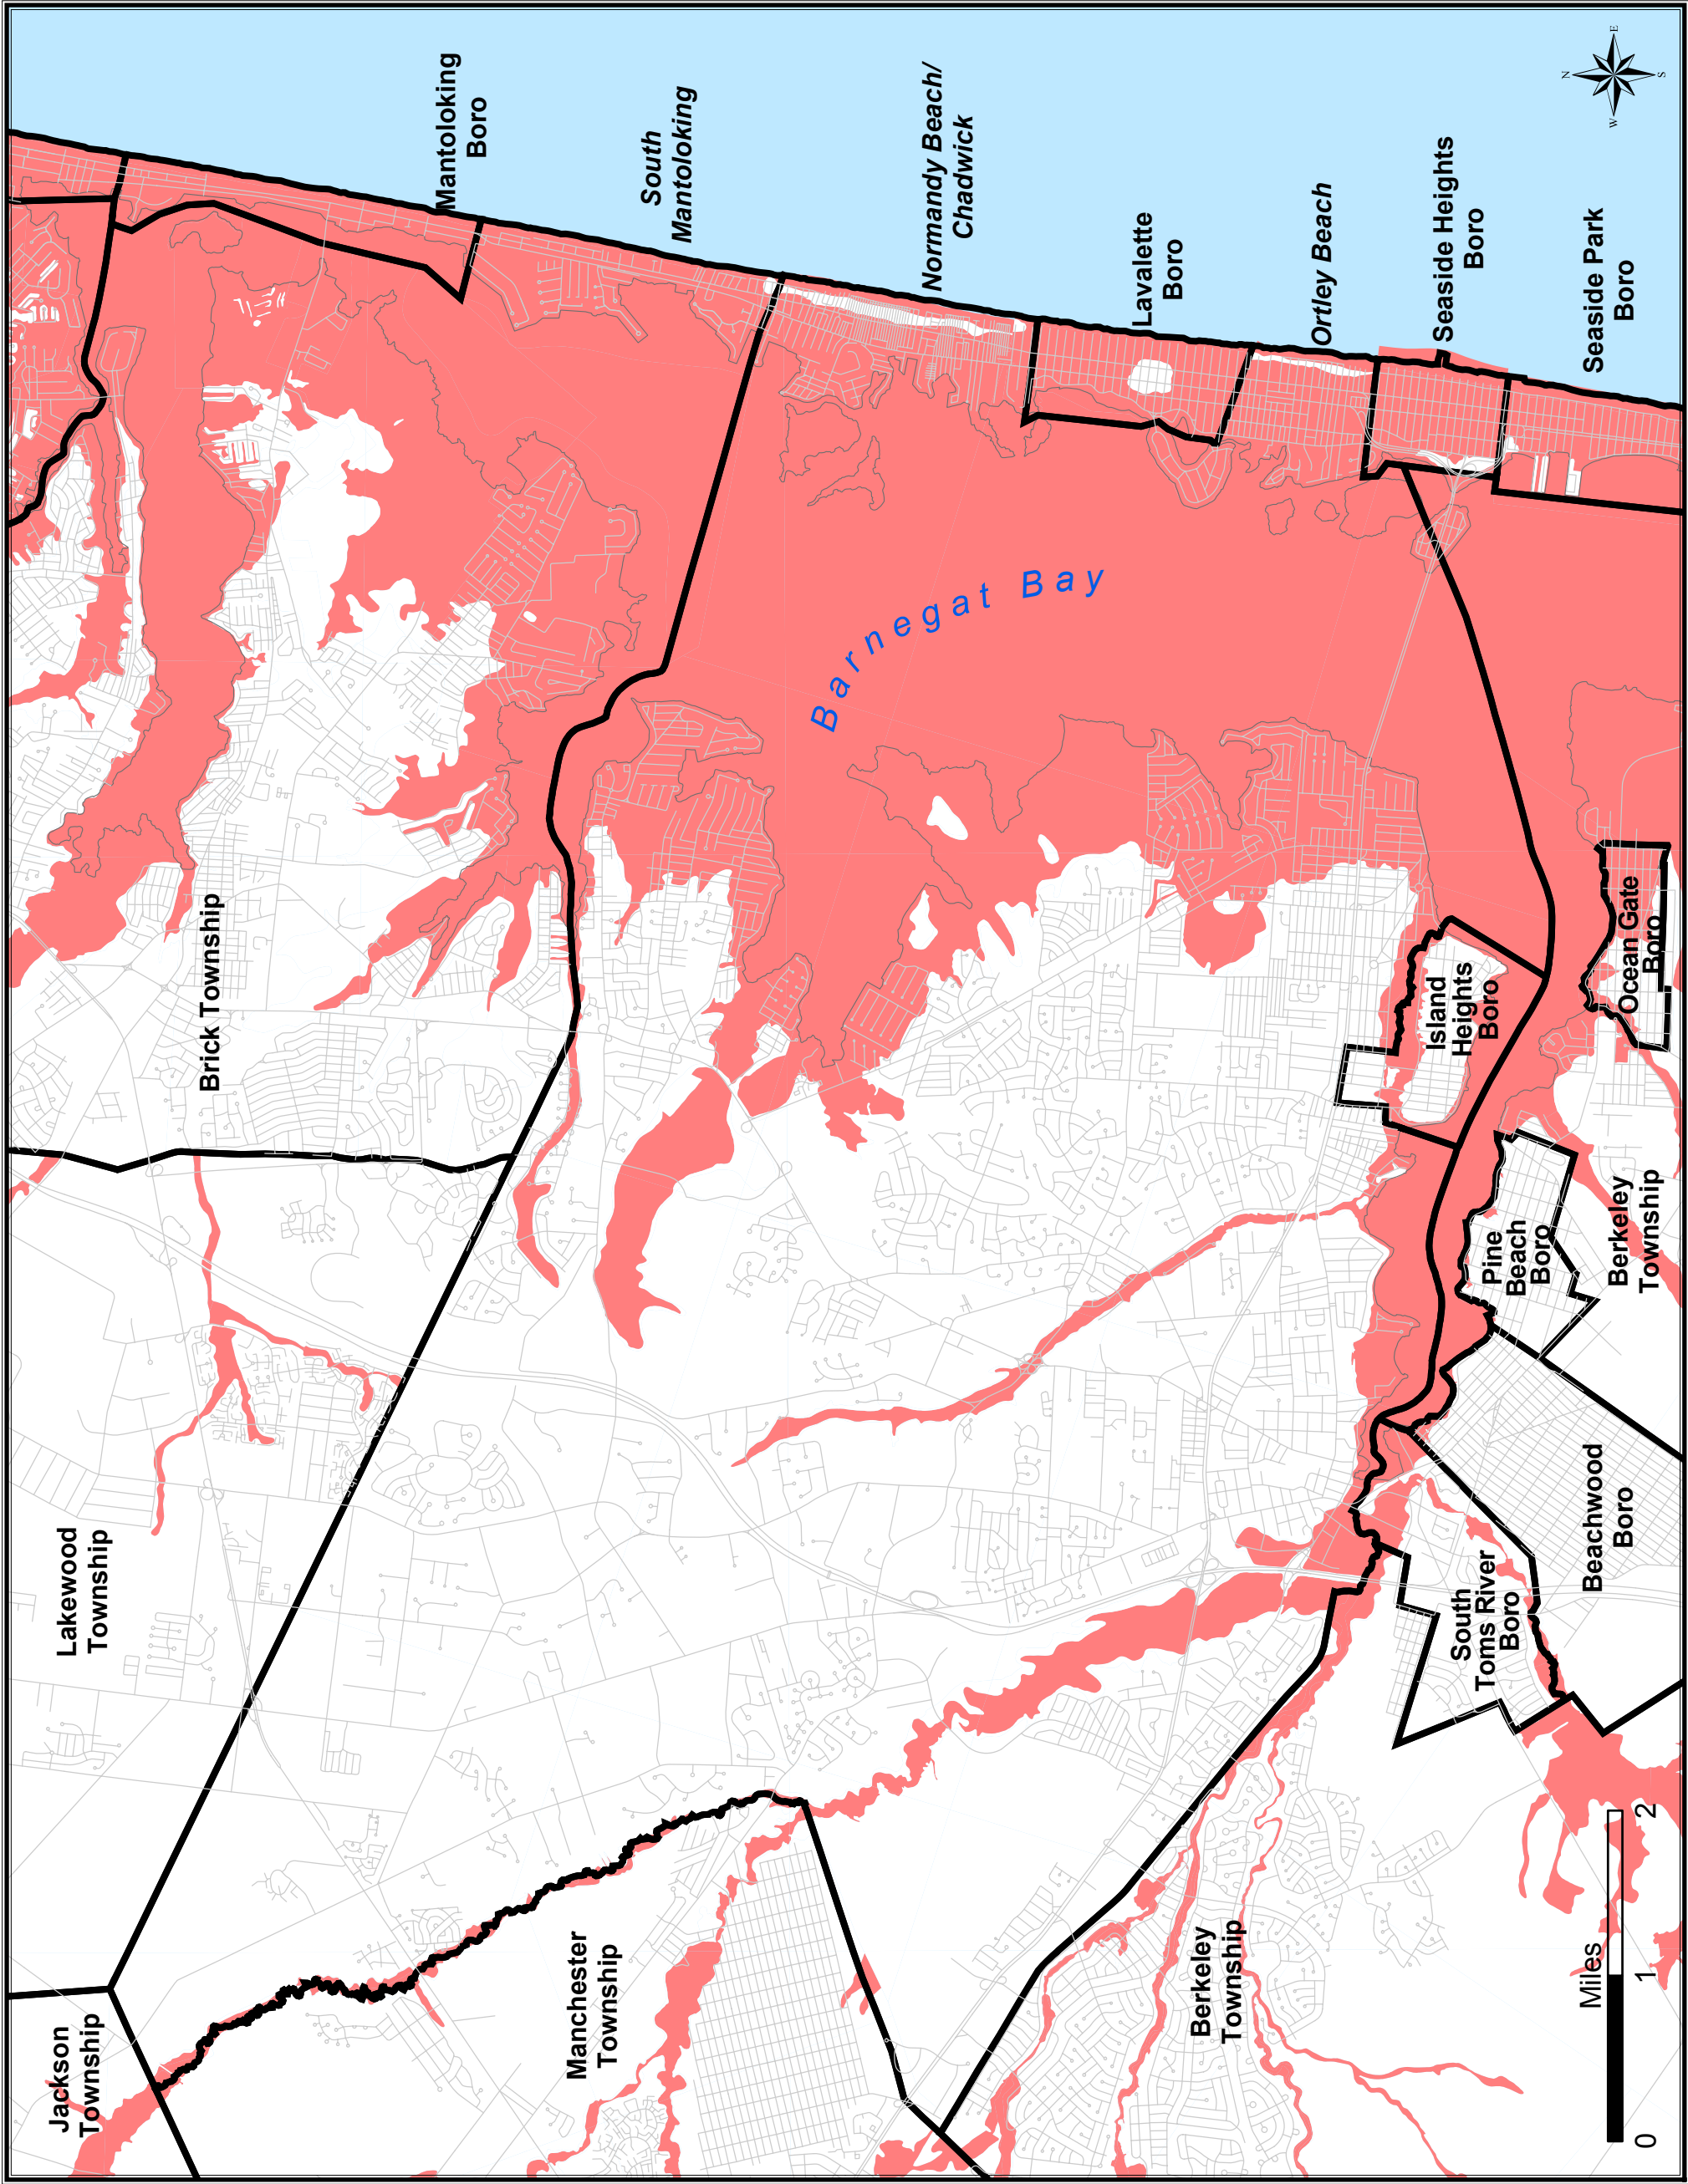 Mantoloking
Boro
South
Mantoloking
Normandy Beach/
Chadwick
Lavalette
Boro
Ortley Beach
Seaside Heights
Boro
Seaside Park
Boro
N
E
S
W
Barnegat Bay
Brick Township
Island
Heights
Boro
Ocean Gate
Boro
Pine
Beach
Boro
Berkeley
Township
Lakewood
Township
Beachwood
Boro
South
Toms River
Boro
Jackson
Township
Manchester
Township
Berkeley
Township
Miles
0 1 2